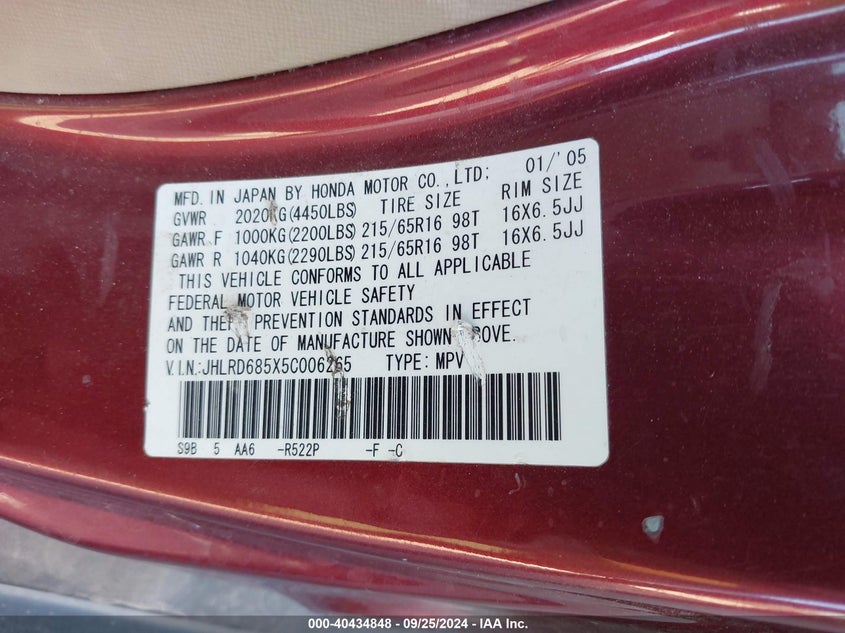 MFD. IN JAPAN BY HONDA MOTOR CO., LTD; 01/'05
GVWR 2020KG(4450LBS) TIRE SIZE RIM SIZE
GAWR F 1000KG(2200LBS) 215/65R16 98T 16X6.5JJ
GAWR R 1040KG(2290LBS) 215/65R16 98T 16X6.5JJ
THIS VEHICLE CONFORMS TO ALL APPLICABLE
FEDERAL MOTOR VEHICLE SAFETY
AND THEFT PREVENTION STANDARDS IN EFFECT
ON THE DATE OF MANUFACTURE SHOWN ABOVE.
V.I.N.:JHLRD685X5C006265 TYPE: MPV
S9B 5 AA6 -R522P -F -C
000-40434848 - 09/25/2024 - IAA Inc.